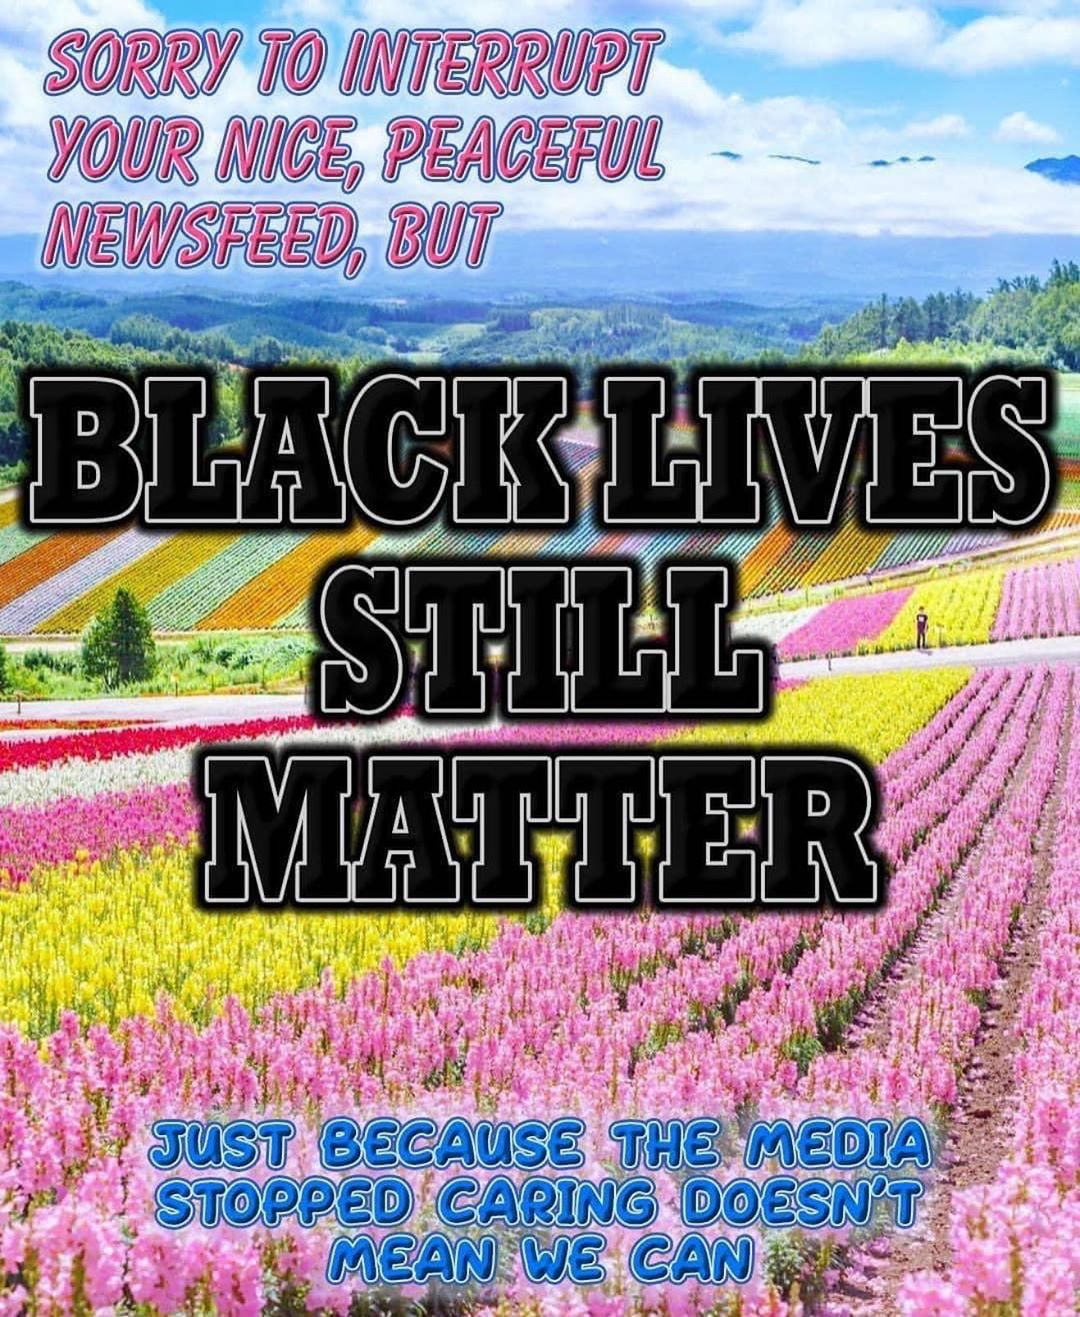 SORRY TO INTERRUPT
YOUR NICE, PEACEFUL
NEWSFEED, BUT
BLACK LIVES
STILL
MATTER
JUST BECAUSE THE MEDIA
STOPPED CARING DOESN'T
MEAN WE CAN